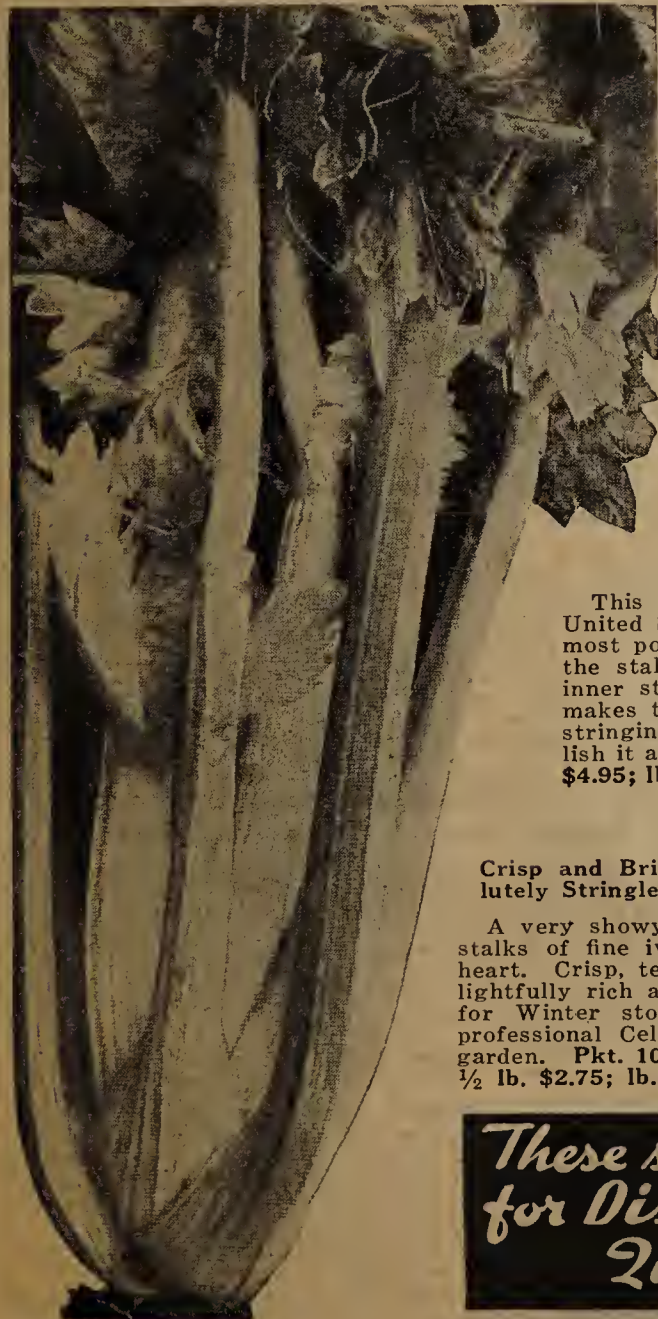 This
United
most po
the stal
inner st
makes t
stringin
lish it a
$4.95; l
Crisp and Bri
lutely Stringle
A very showy
stalks of fine i
heart. Crisp, te
lightfully rich a
for Winter sto
professional Cel
garden. Pkt. 10
½ lb. $2.75; lb.
These s
for Dis
Qu